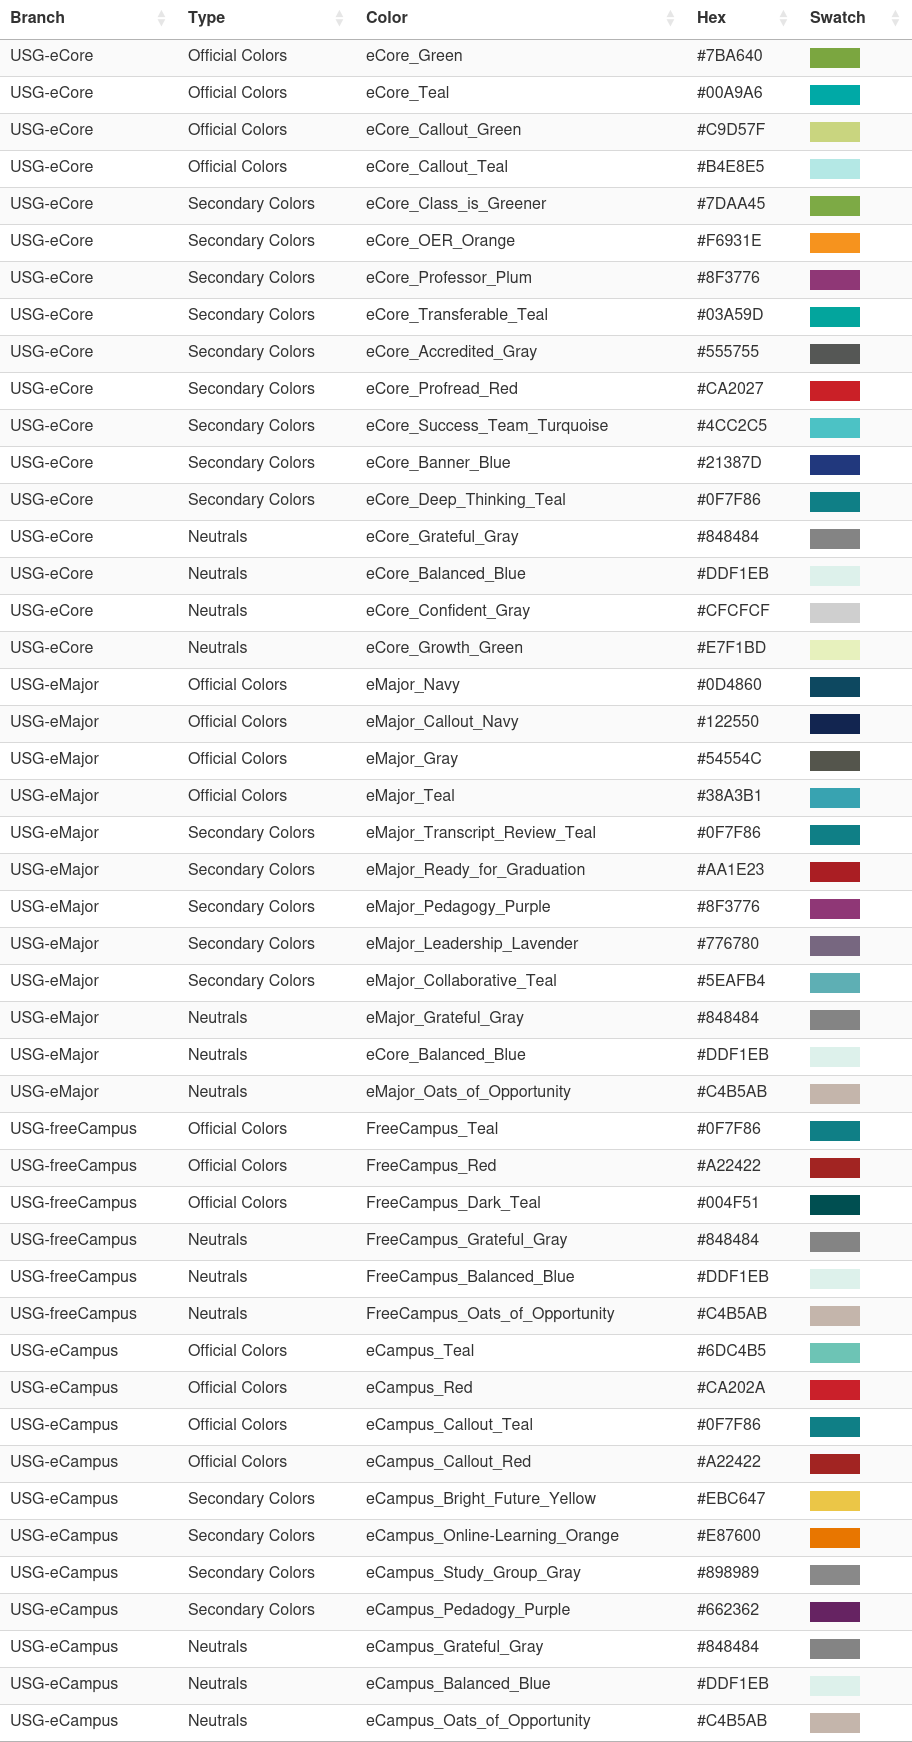 Branch Type Color Hex Swatch
USG-eCore Official Colors eCore_Green #7BA640
USG-eCore Official Colors eCore_Teal #00A9A6
USG-eCore Official Colors eCore_Callout_Green #C9D57F
USG-eCore Official Colors eCore_Callout_Teal #B4E8E5
USG-eCore Secondary Colors eCore_Class_is_Greener #7DAA45
USG-eCore Secondary Colors eCore_OER_Orange #F6931E
USG-eCore Secondary Colors eCore_Professor_Plum #8F3776
USG-eCore Secondary Colors eCore_Transferable_Teal #03A59D
USG-eCore Secondary Colors eCore_Accredited_Gray #555755
USG-eCore Secondary Colors eCore_Profread_Red #CA2027
USG-eCore Secondary Colors eCore_Success_Team_Turquoise #4CC2C5
USG-eCore Secondary Colors eCore_Banner_Blue #21387D
USG-eCore Secondary Colors eCore_Deep_Thinking_Teal #0F7F86
USG-eCore Neutrals eCore_Grateful_Gray #848484
USG-eCore Neutrals eCore_Balanced_Blue #DDF1EB
USG-eCore Neutrals eCore_Confident_Gray #CFCFCF
USG-eCore Neutrals eCore_Growth_Green #E7F1BD
USG-eMajor Official Colors eMajor_Navy #0D4860
USG-eMajor Official Colors eMajor_Callout_Navy #122550
USG-eMajor Official Colors eMajor_Gray #54554C
USG-eMajor Official Colors eMajor_Teal #38A3B1
USG-eMajor Secondary Colors eMajor_Transcript_Review_Teal #0F7F86
USG-eMajor Secondary Colors eMajor_Ready_for_Graduation #AA1E23
USG-eMajor Secondary Colors eMajor_Pedagogy_Purple #8F3776
USG-eMajor Secondary Colors eMajor_Leadership_Lavender #776780
USG-eMajor Secondary Colors eMajor_Collaborative_Teal #5EAFB4
USG-eMajor Neutrals eMajor_Grateful_Gray #848484
USG-eMajor Neutrals eCore_Balanced_Blue #DDF1EB
USG-eMajor Neutrals eMajor_Oats_of_Opportunity #C4B5AB
USG-freeCampus Official Colors FreeCampus_Teal #0F7F86
USG-freeCampus Official Colors FreeCampus_Red #A22422
USG-freeCampus Official Colors FreeCampus_Dark_Teal #004F51
USG-freeCampus Neutrals FreeCampus_Grateful_Gray #848484
USG-freeCampus Neutrals FreeCampus_Balanced_Blue #DDF1EB
USG-freeCampus Neutrals FreeCampus_Oats_of_Opportunity #C4B5AB
USG-eCampus Official Colors eCampus_Teal #6DC4B5
USG-eCampus Official Colors eCampus_Red #CA202A
USG-eCampus Official Colors eCampus_Callout_Teal #0F7F86
USG-eCampus Official Colors eCampus_Callout_Red #A22422
USG-eCampus Secondary Colors eCampus_Bright_Future_Yellow #EBC647
USG-eCampus Secondary Colors eCampus_Online-Learning_Orange #E87600
USG-eCampus Secondary Colors eCampus_Study_Group_Gray #898989
USG-eCampus Secondary Colors eCampus_Pedadogy_Purple #662362
USG-eCampus Neutrals eCampus_Grateful_Gray #848484
USG-eCampus Neutrals eCampus_Balanced_Blue #DDF1EB
USG-eCampus Neutrals eCampus_Oats_of_Opportunity #C4B5AB